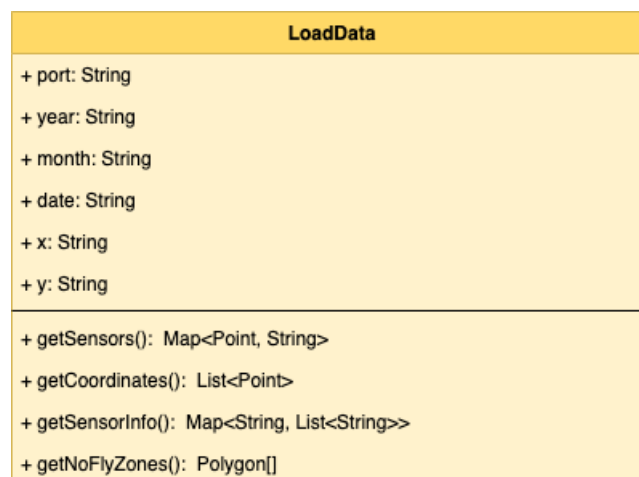 LoadData
+ port: String
+ year: String
+ month: String
+ date: String
+ x: String
+ y: String
+ getSensors():  Map<Point, String>
+ getCoordinates():  List<Point>
+ getSensorInfo():  Map<String, List<String>>
+ getNoFlyZones():  Polygon[]